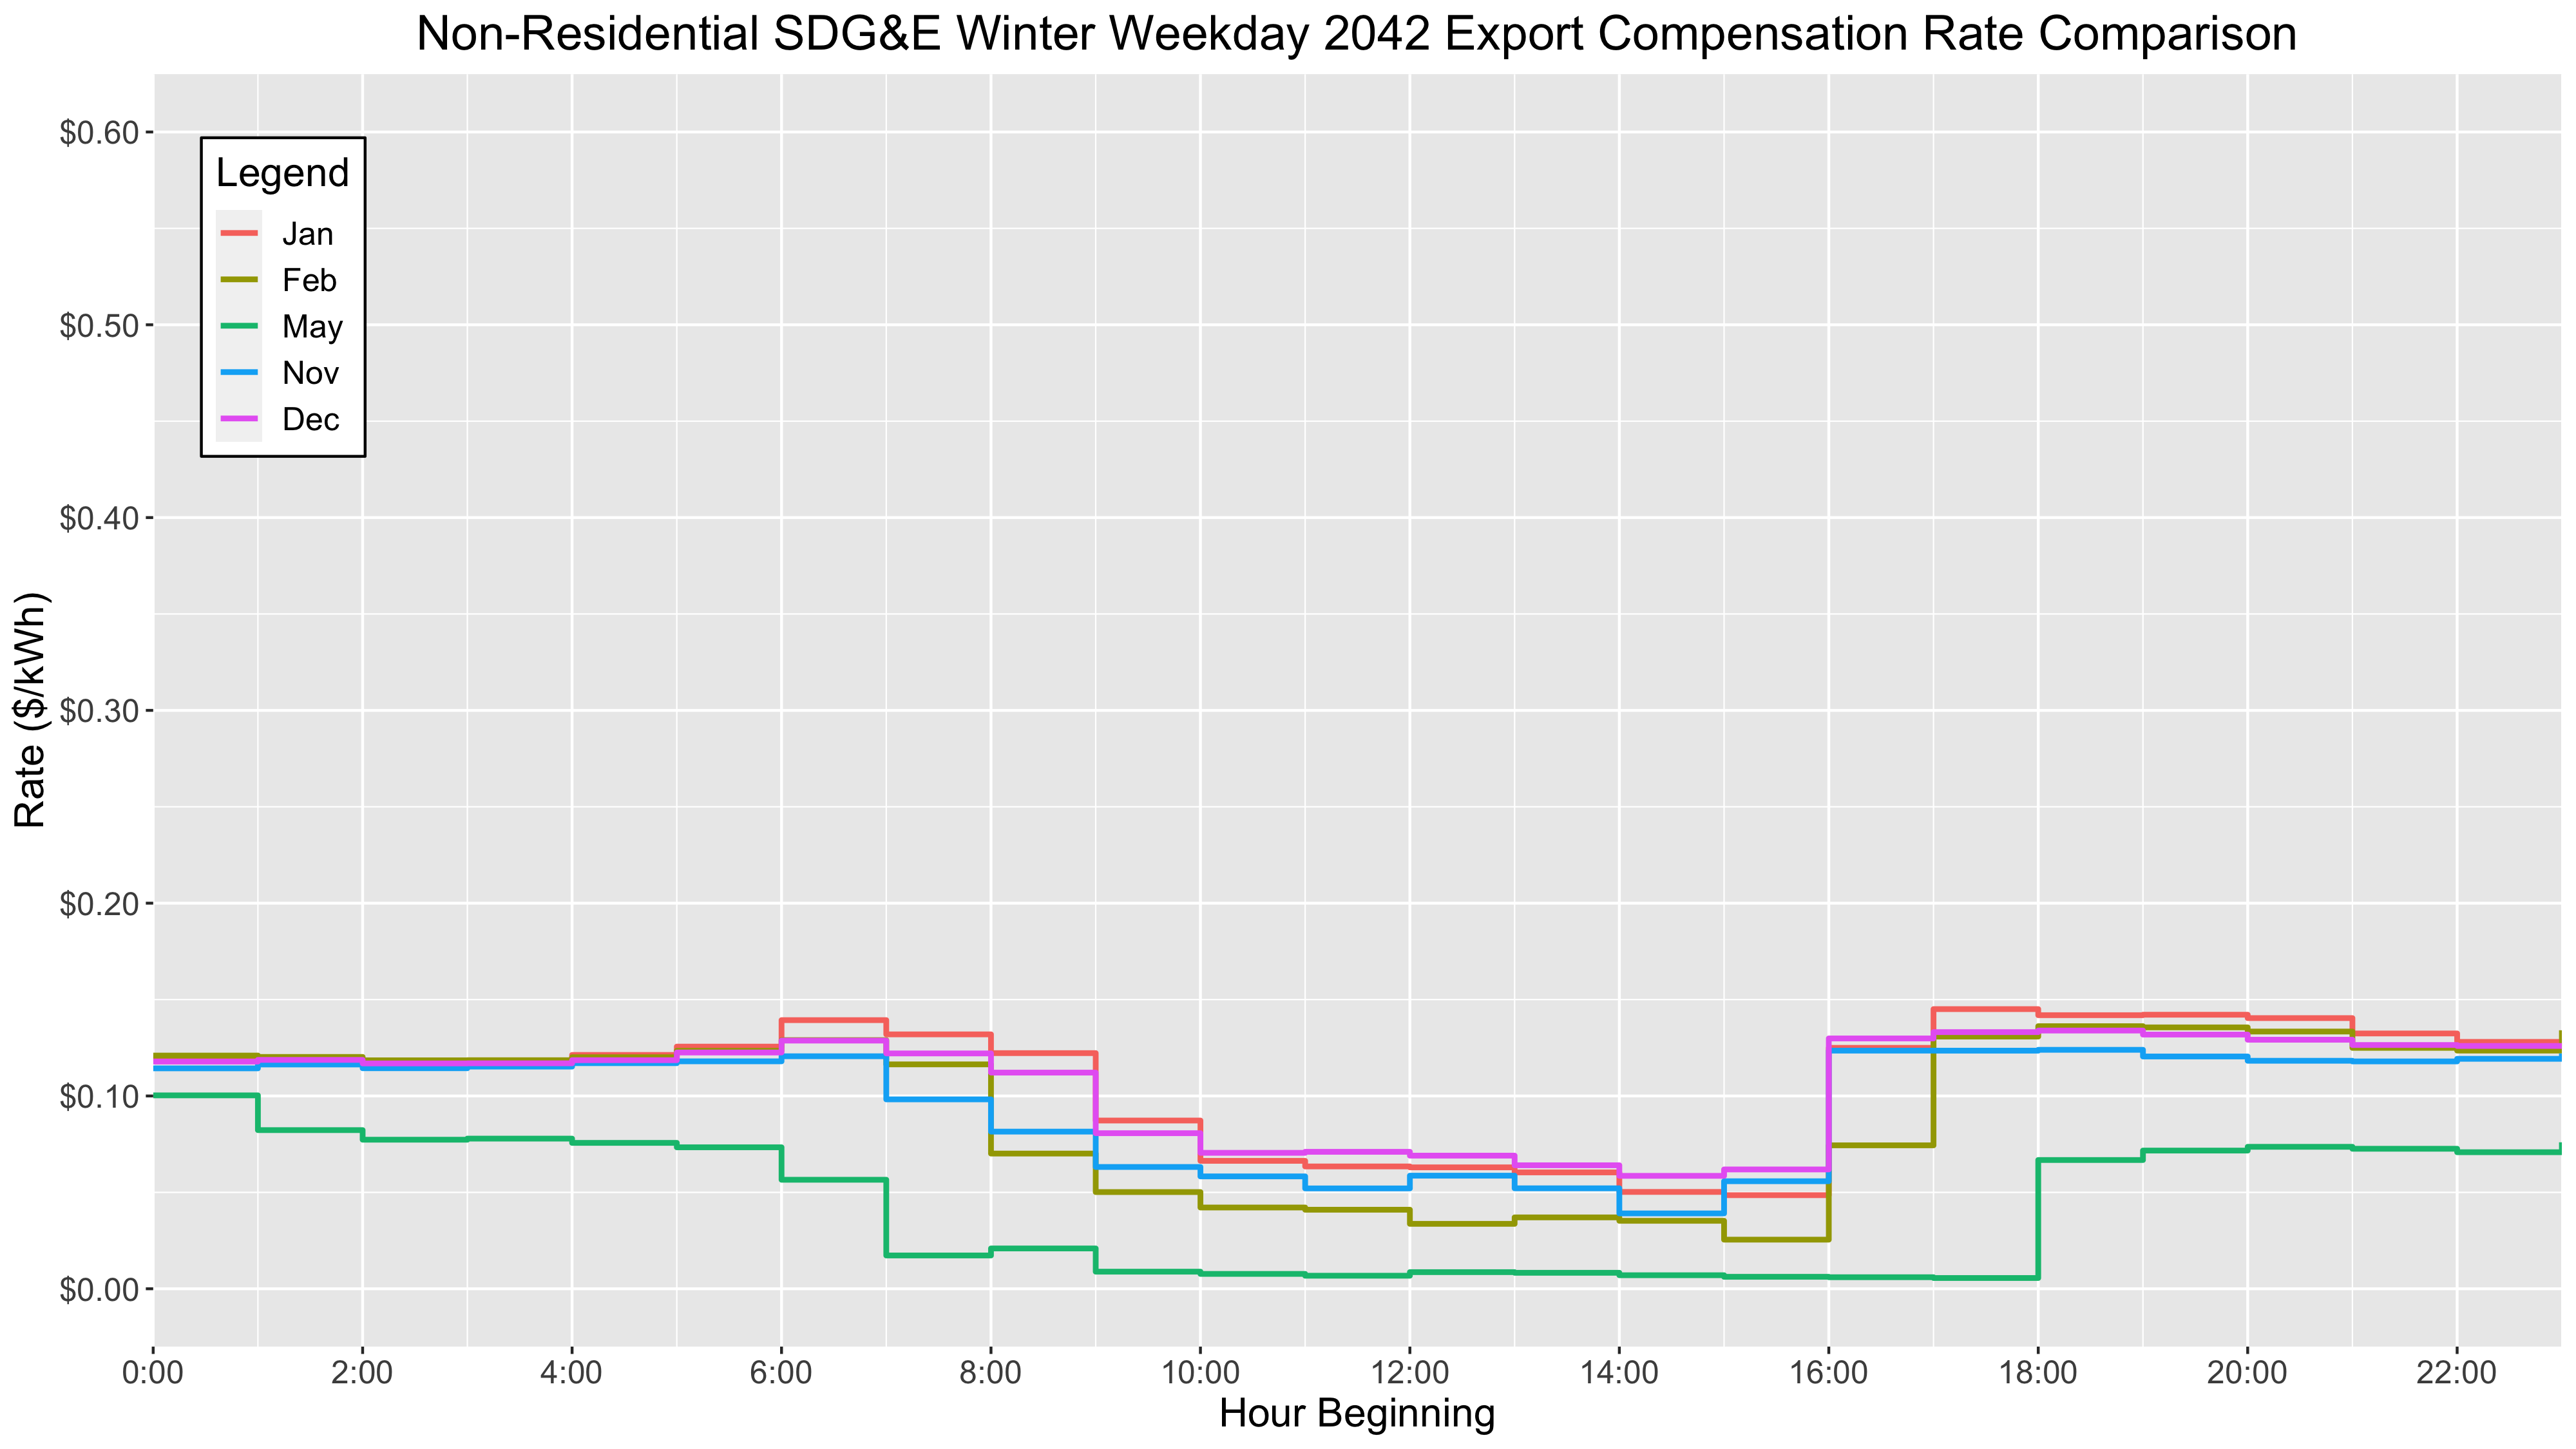 Non-Residential SDG&E Winter Weekday 2042 Export Compensation Rate Comparison
$0.60
Legend
Jan
Feb
May
Nov
Dec
$0.50
$0.40
$0.30
$0.20
$0.10
$0.00
Rate ($/kWh)
0:00 2:00 4:00 6:00 8:00 10:00 12:00 14:00 16:00 18:00 20:00 22:00
Hour Beginning